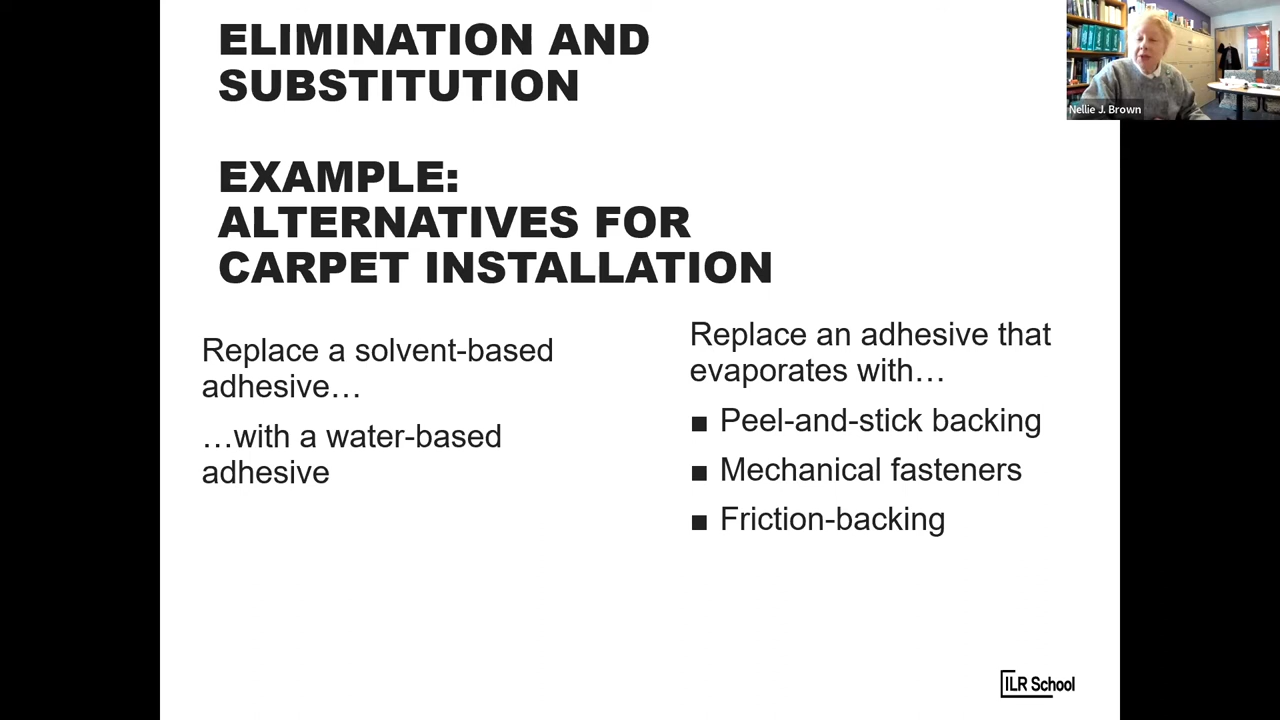 ELIMINATION AND
SUBSTITUTION
EXAMPLE:
ALTERNATIVES FOR
CARPET INSTALLATION
Replace a solvent-based
adhesive…
…with a water-based
adhesive
Replace an adhesive that
evaporates with…
■ Peel-and-stick backing
■ Mechanical fasteners
■ Friction-backing
ILR School
Nellie J. Brown